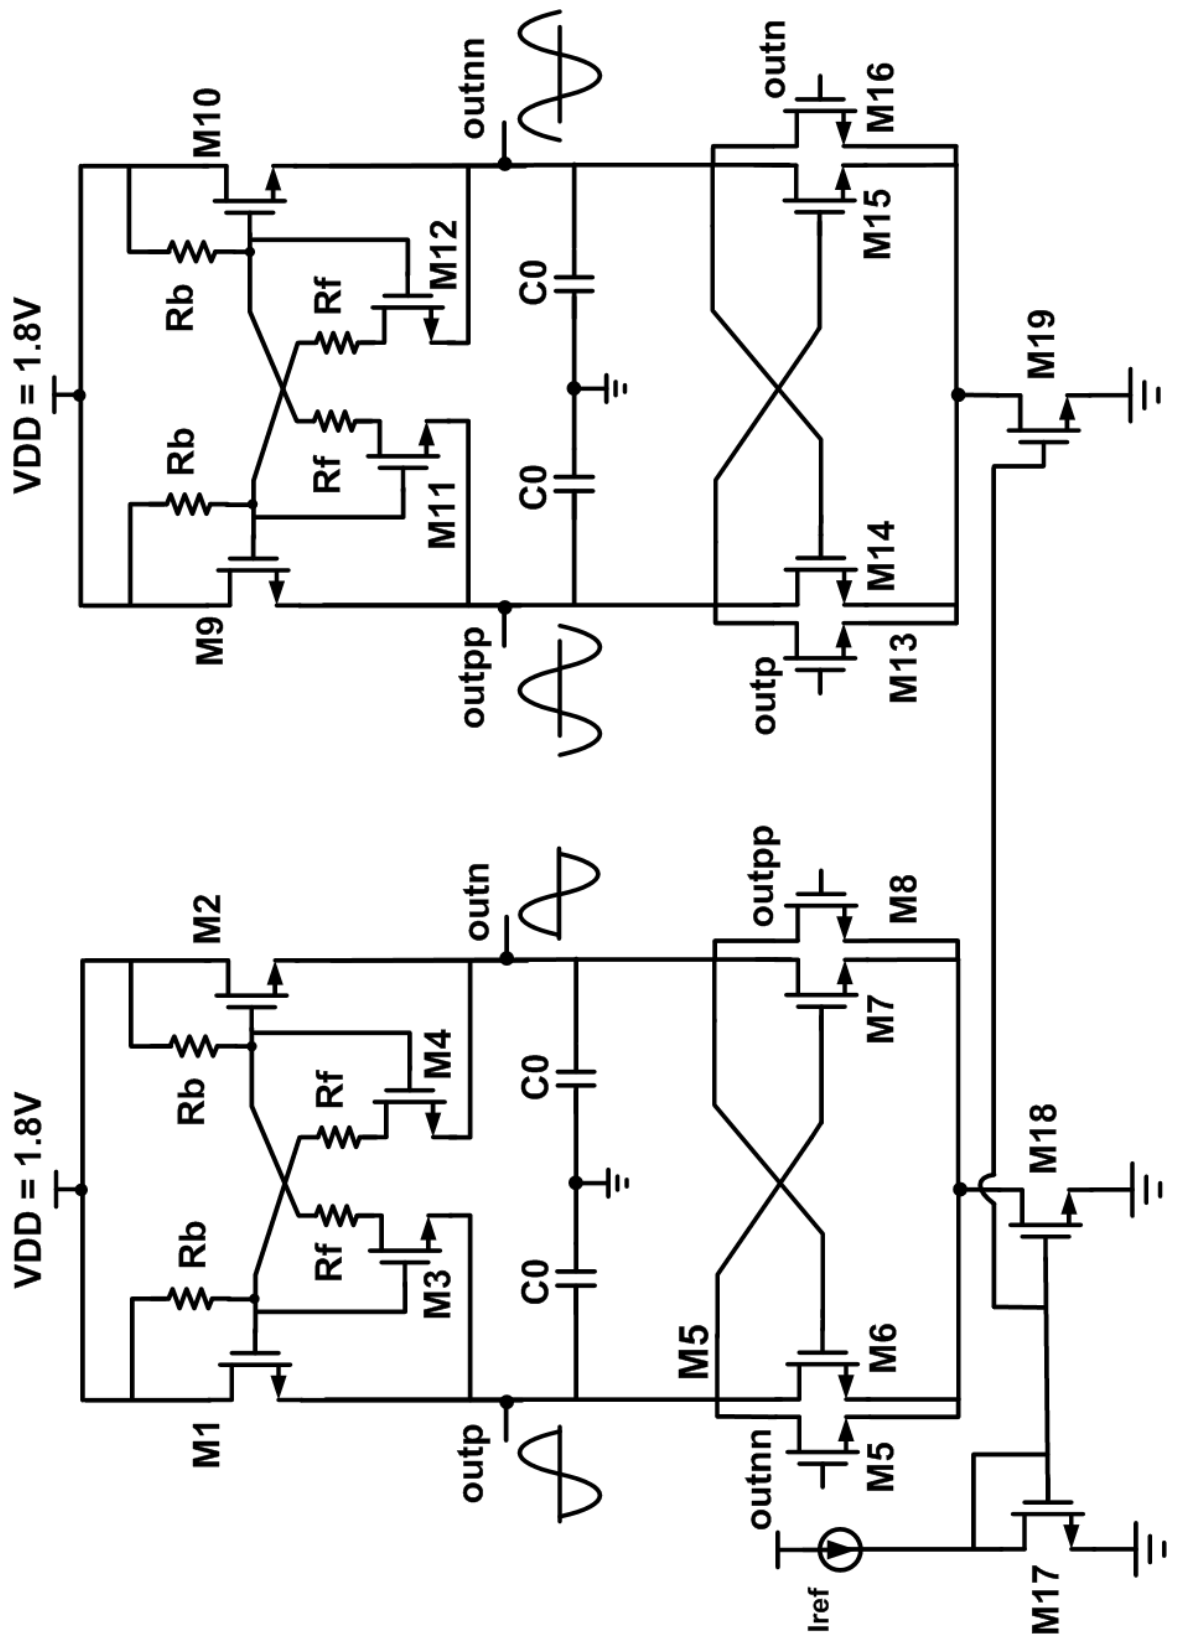 VDD = 1.8V
VDD = 1.8V
M1
Rb
Rb
M2
M9
Rb
Rb
M10
M3
Rf
Rf
M4
M11
Rf
Rf
M12
outp
C0
C0
outn
outpp
C0
C0
outnn
outnn
M5
M5
M6
M7
outpp
M8
outp
M13
M14
M15
outn
M16
Iref
M17
M18
M19